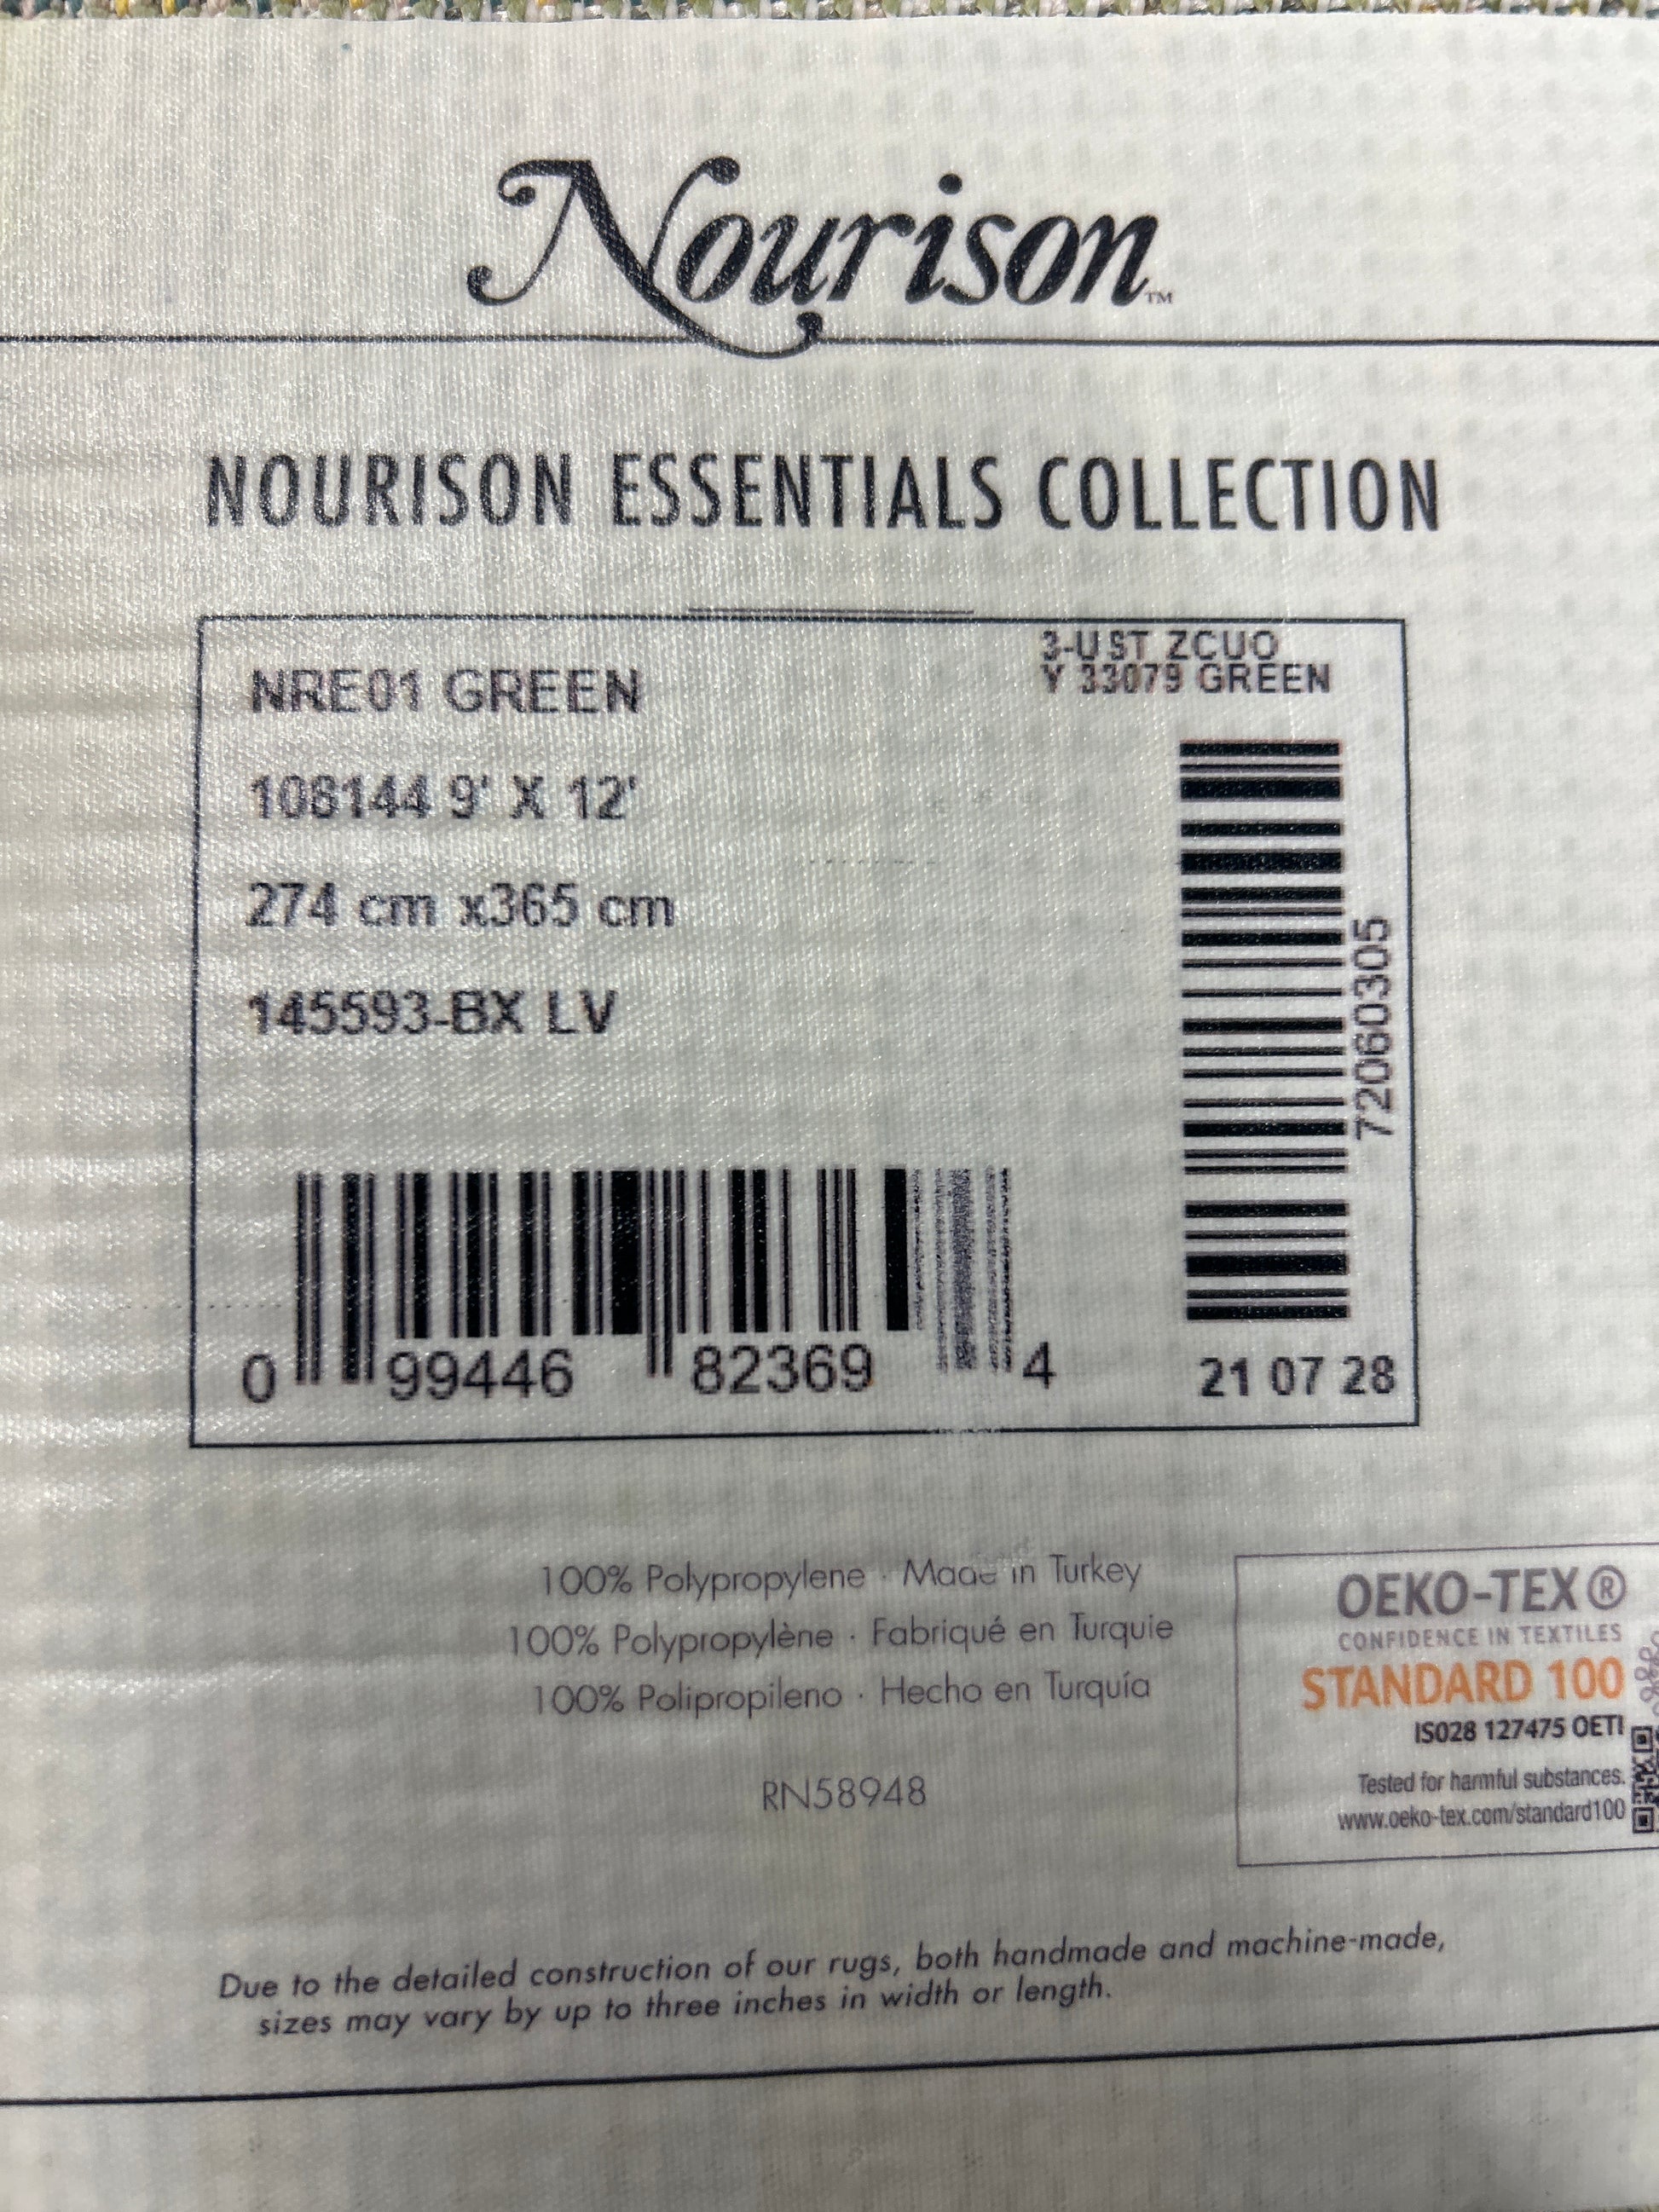 Nourison™
NOURISON ESSENTIALS COLLECTION
3-UST ZCUO
Y 33079 GREEN
NRE01 GREEN
108144 9' X 12'
274 cm x365 cm
145593-BX LV
72060305
0 99446 82369 4
21 07 28
100% Polypropylene · Made in Turkey
100% Polypropylène · Fabriqué en Turquie
100% Polipropileno · Hecho en Turquía
RN58948
OEKO-TEX®
CONFIDENCE IN TEXTILES
STANDARD 100
IS028 127475 OETI
Tested for harmful substances.
www.oeko-tex.com/standard100
Due to the detailed construction of our rugs, both handmade and machine-made,
sizes may vary by up to three inches in width or length.